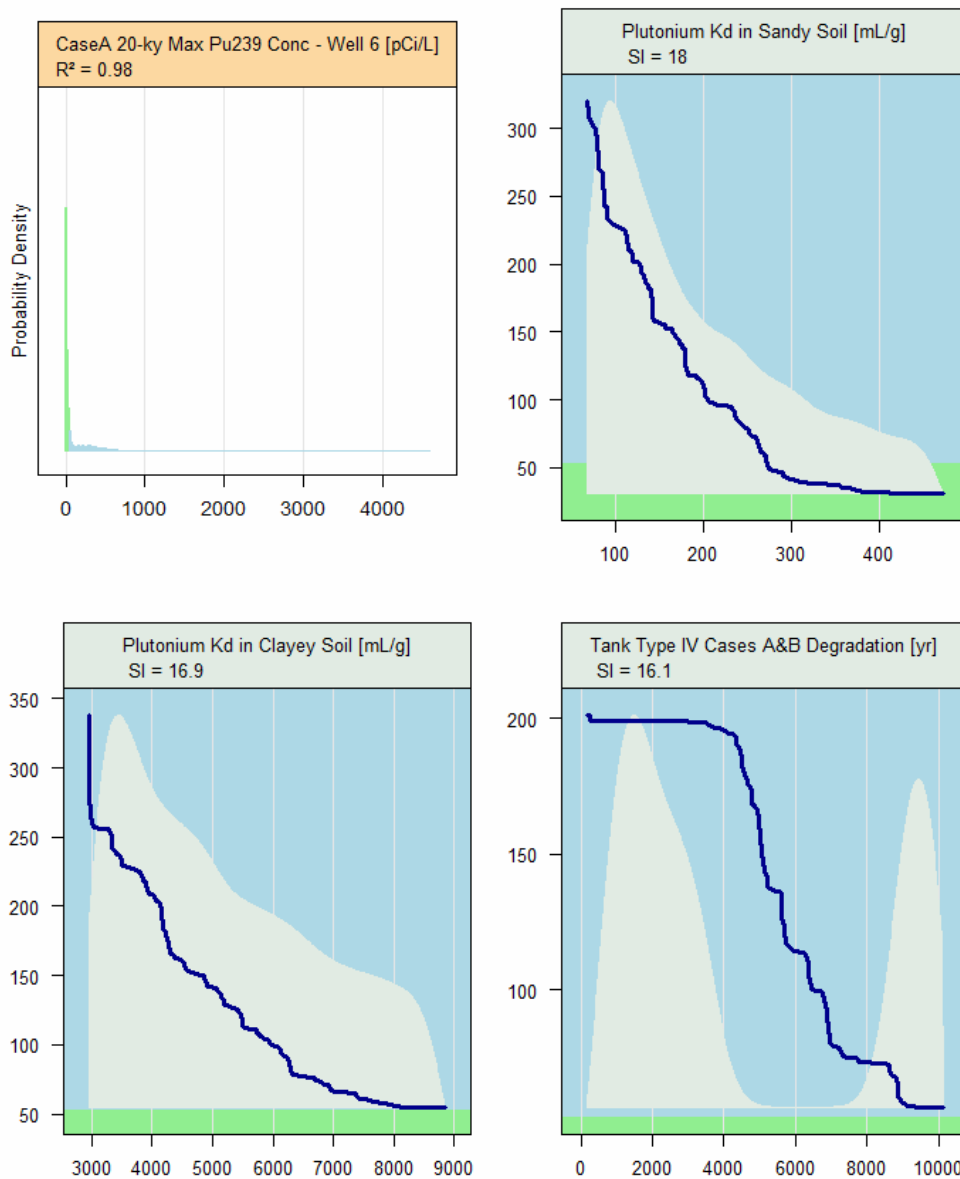 CaseA 20-ky Max Pu239 Conc - Well 6 [pCi/L]
R² = 0.98
Probability Density
0 1000 2000 3000 4000
Plutonium Kd in Sandy Soil [mL/g]
SI = 18
300
250
200
150
100
50
100 200 300 400
Plutonium Kd in Clayey Soil [mL/g]
SI = 16.9
350
300
250
200
150
100
50
3000 4000 5000 6000 7000 8000 9000
Tank Type IV Cases A&B Degradation [yr]
SI = 16.1
200
150
100
0 2000 4000 6000 8000 10000